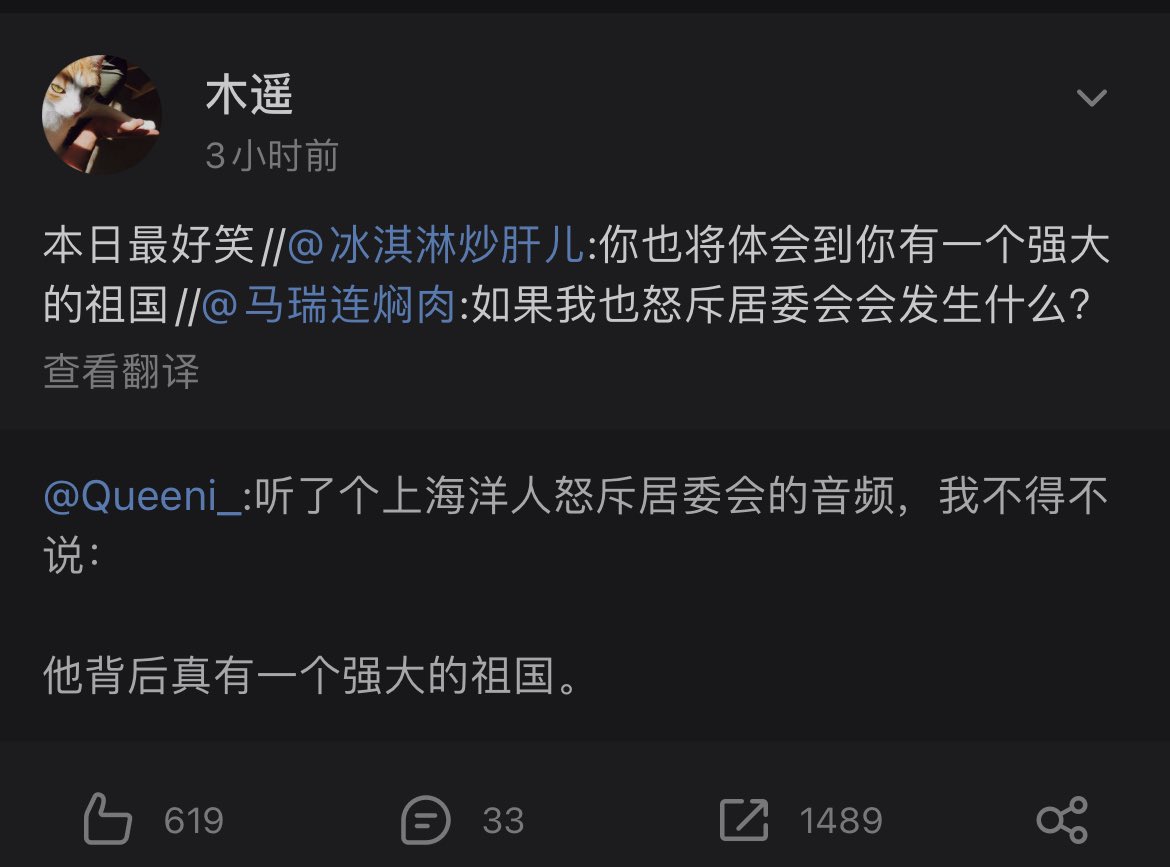 木遥
3小时前
本日最好笑//@冰淇淋炒肝儿:你也将体会到你有一个强大
的祖国//@马瑞连焖肉:如果我也怒斥居委会会发生什么?
查看翻译
@Queeni_:听了个上海洋人怒斥居委会的音频，我不得不
说：
他背后真有一个强大的祖国。
619 33 1489